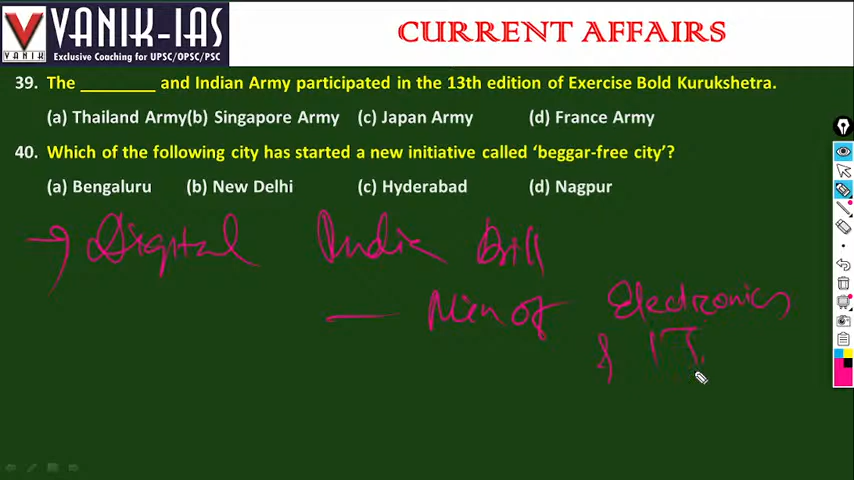 VANIK-IAS
VANIK
Exclusive Coaching for UPSC/OPSC/PSC
CURRENT AFFAIRS
39. The ________ and Indian Army participated in the 13th edition of Exercise Bold Kurukshetra.
(a) Thailand Army(b) Singapore Army (c) Japan Army (d) France Army
40. Which of the following city has started a new initiative called ‘beggar-free city’?
(a) Bengaluru (b) New Delhi (c) Hyderabad (d) Nagpur
→ Digital India Bill
— Min of Electronics
& IT